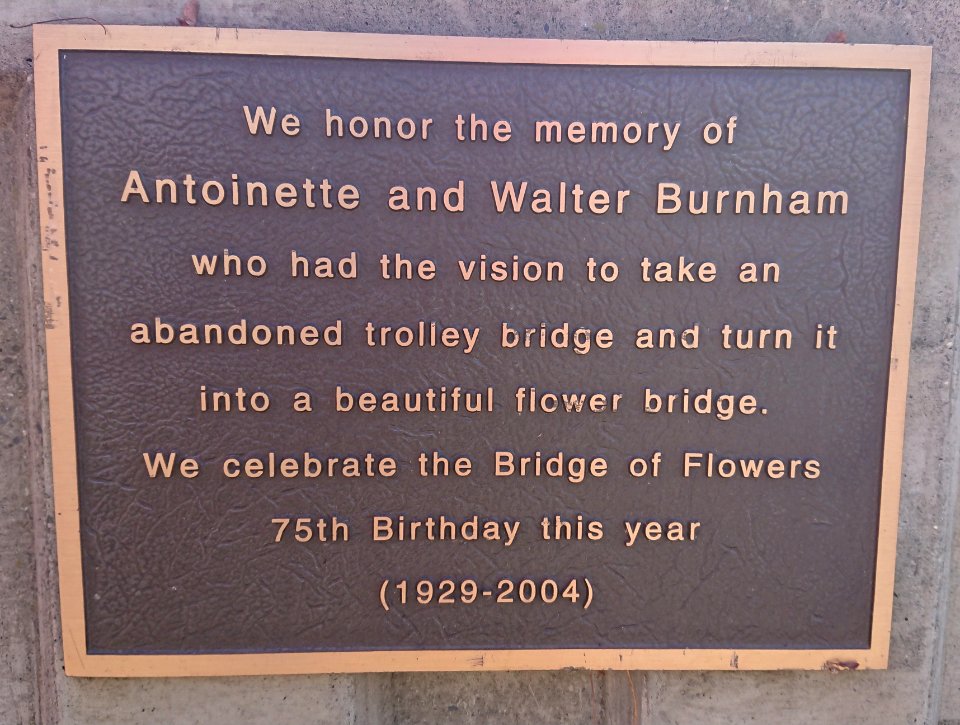 We honor the memory of
Antoinette and Walter Burnham
who had the vision to take an
abandoned trolley bridge and turn it
into a beautiful flower bridge.
We celebrate the Bridge of Flowers
75th Birthday this year
(1929-2004)